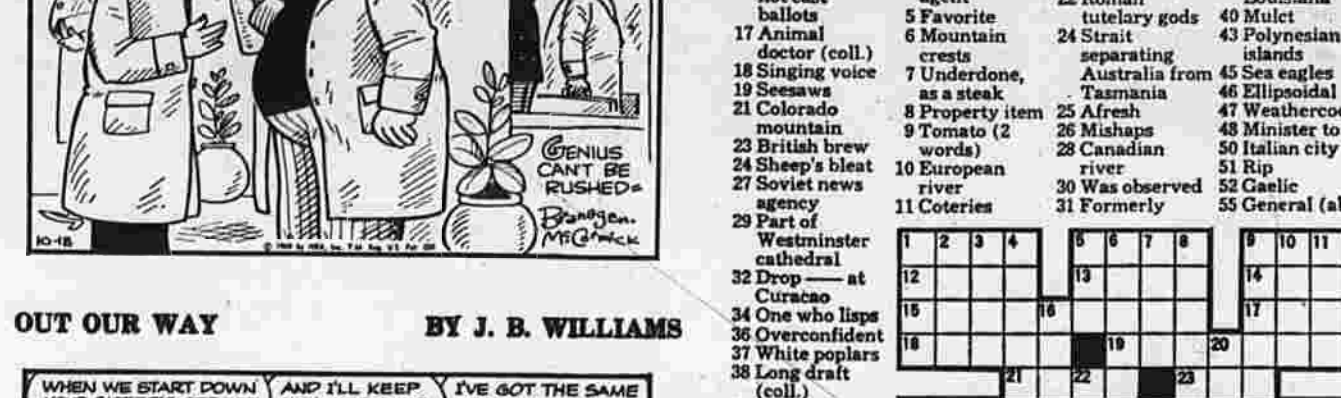 GENIUS
CAN'T BE
RUSHED=
10-18
OUT OUR WAY
BY J. B. WILLIAMS
WHEN WE START DOWN
AND I'LL KEEP
I'VE GOT THE SAME
ballots
17 Animal
doctor (coll.)
18 Singing voice
19 Seesaws
21 Colorado
mountain
23 British brew
24 Sheep's bleat
27 Soviet news
agency
29 Part of
Westminster
cathedral
32 Drop —— at
Curacao
34 One who lisps
36 Overconfident
37 White poplars
38 Long draft
(coll.)
5 Favorite
6 Mountain
crests
7 Underdone,
as a steak
8 Property item
9 Tomato (2
words)
10 European
river
11 Coteries
tutelary gods
24 Strait
separating
Australia from
Tasmania
25 Afresh
26 Mishaps
28 Canadian
river
30 Was observed
31 Formerly
40 Mulct
43 Polynesian
islands
45 Sea eagles
46 Ellipsoidal
47 Weatherco
48 Minister to
50 Italian city
51 Rip
52 Gaelic
55 General (a
1 2 3 4 5 6 7 8 9 10 11
12 13 14
15 16 17
18 19 20
21 22 23